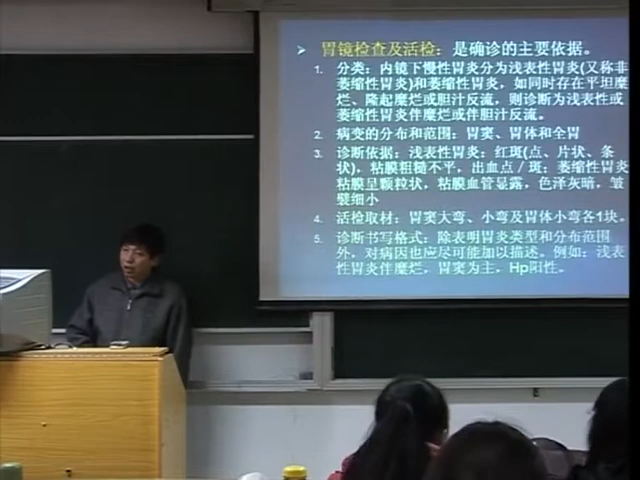 ➢ 胃镜检查及活检：是确诊的主要依据。
1. 分类：内镜下慢性胃炎分为浅表性胃炎(又称非
萎缩性胃炎)和萎缩性胃炎，如同时存在平坦糜
烂、隆起糜烂或胆汁反流，则诊断为浅表性或
萎缩性胃炎伴糜烂或伴胆汁反流。
2. 病变的分布和范围：胃窦、胃体和全胃
3. 诊断依据：浅表性胃炎：红斑(点、片状、条
状)，粘膜粗糙不平，出血点／斑；萎缩性胃炎
粘膜呈颗粒状，粘膜血管显露，色泽灰暗，皱
襞细小
4. 活检取材：胃窦大弯、小弯及胃体小弯各1块。
5. 诊断书写格式：除表明胃炎类型和分布范围
外，对病因也应尽可能加以描述。例如：浅表
性胃炎伴糜烂，胃窦为主，Hp阳性。